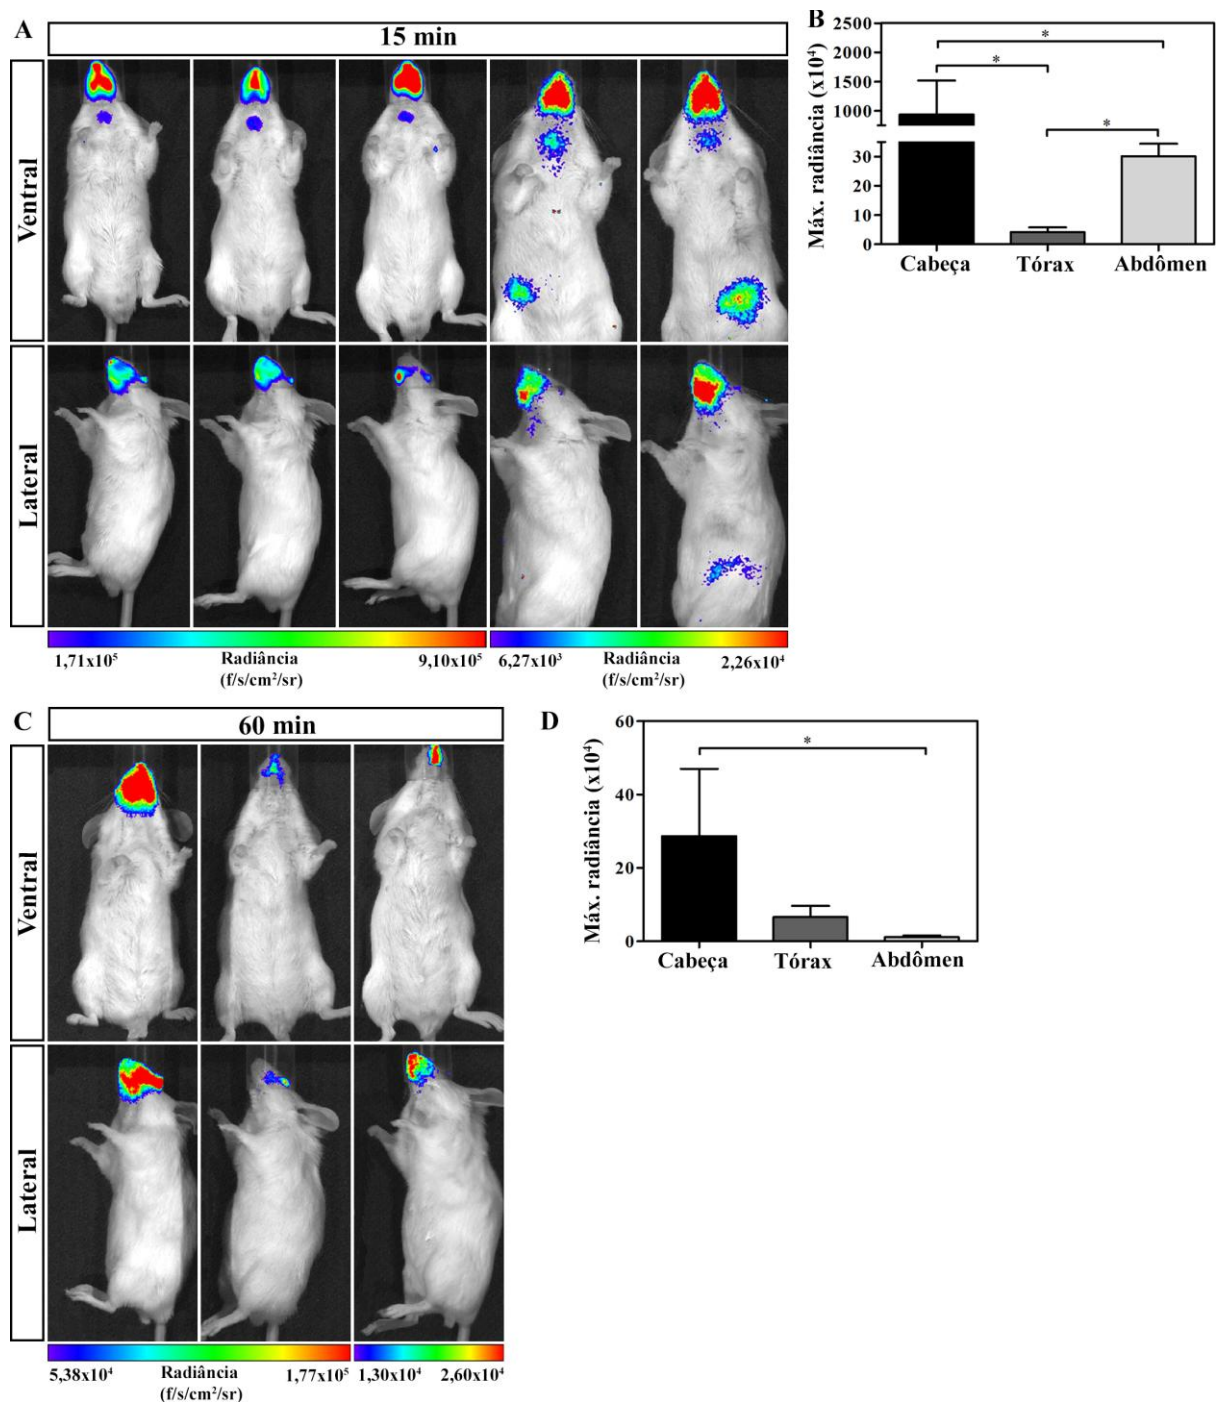 A
15 min
Ventral
Lateral
1,71x10⁵
Radiância
(f/s/cm²/sr)
9,10x10⁵
6,27x10³
Radiância
(f/s/cm²/sr)
2,26x10⁴
B
Máx. radiância (x10⁴)
2500
2000
1500
1000
30
20
10
0
*
*
*
Cabeça
Tórax
Abdômen
C
60 min
Ventral
Lateral
5,38x10⁴
Radiância
(f/s/cm²/sr)
1,77x10⁵
1,30x10⁴
2,60x10⁴
D
Máx. radiância (x10⁴)
60
40
20
0
*
Cabeça
Tórax
Abdômen